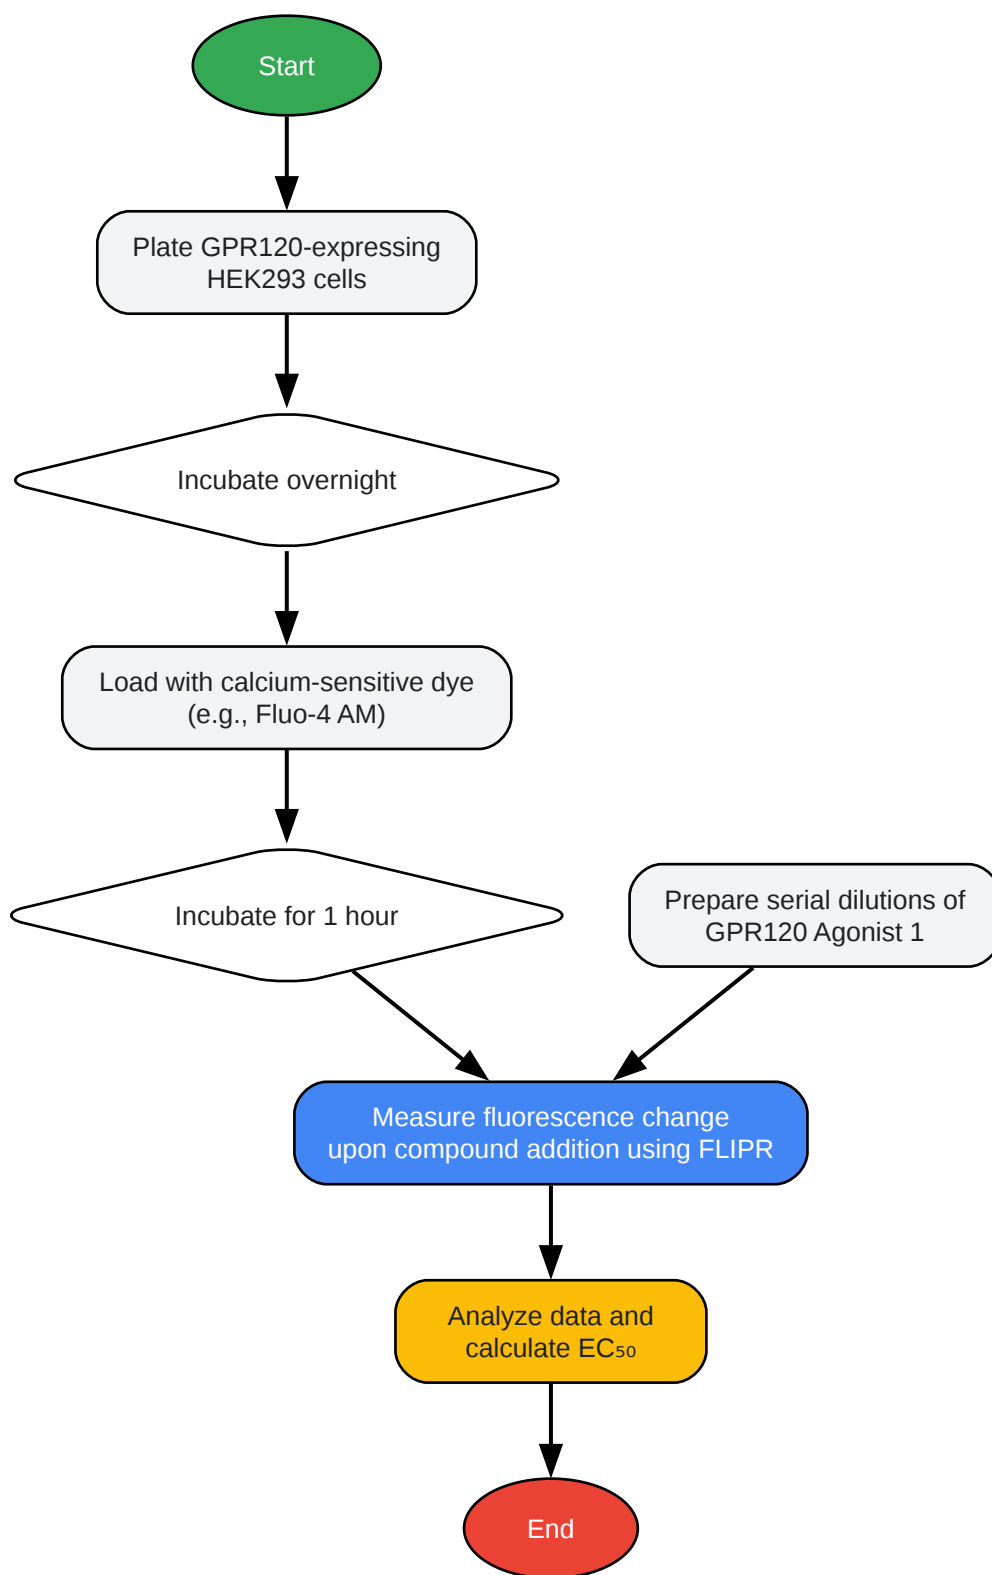 Start
Plate GPR120-expressing
HEK293 cells
Incubate overnight
Load with calcium-sensitive dye
(e.g., Fluo-4 AM)
Incubate for 1 hour
Prepare serial dilutions of
GPR120 Agonist 1
Measure fluorescence change
upon compound addition using FLIPR
Analyze data and
calculate EC₅₀
End